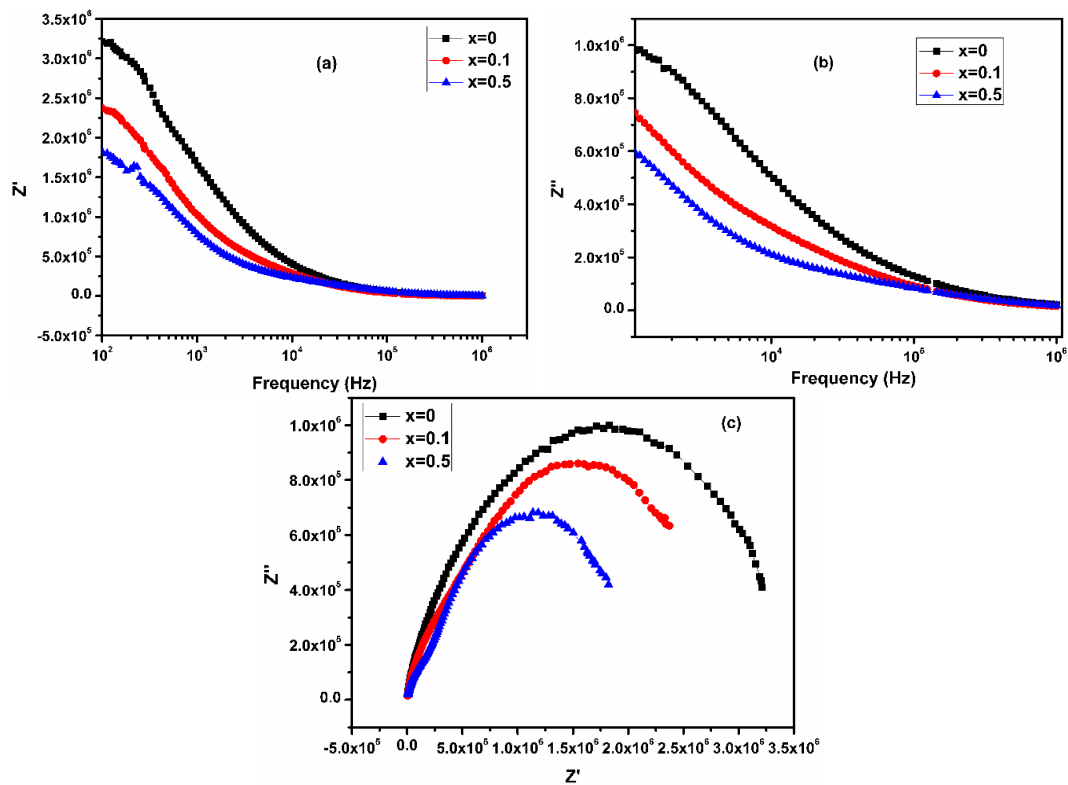 3.5x10⁶
3.0x10⁶
2.5x10⁶
2.0x10⁶
1.5x10⁶
1.0x10⁶
5.0x10⁵
0.0
-5.0x10⁵
Z'
(a)
x=0
x=0.1
x=0.5
10² 10³ 10⁴ 10⁵ 10⁶
Frequency (Hz)
1.0x10⁶
8.0x10⁵
6.0x10⁵
4.0x10⁵
2.0x10⁵
0.0
Z''
(b)
x=0
x=0.1
x=0.5
10⁴ 10⁵ 10⁶
Frequency (Hz)
1.0x10⁶
8.0x10⁵
6.0x10⁵
4.0x10⁵
2.0x10⁵
0.0
Z''
x=0
x=0.1
x=0.5
(c)
-5.0x10⁵ 0.0 5.0x10⁵ 1.0x10⁶ 1.5x10⁶ 2.0x10⁶ 2.5x10⁶ 3.0x10⁶ 3.5x10⁶
Z'